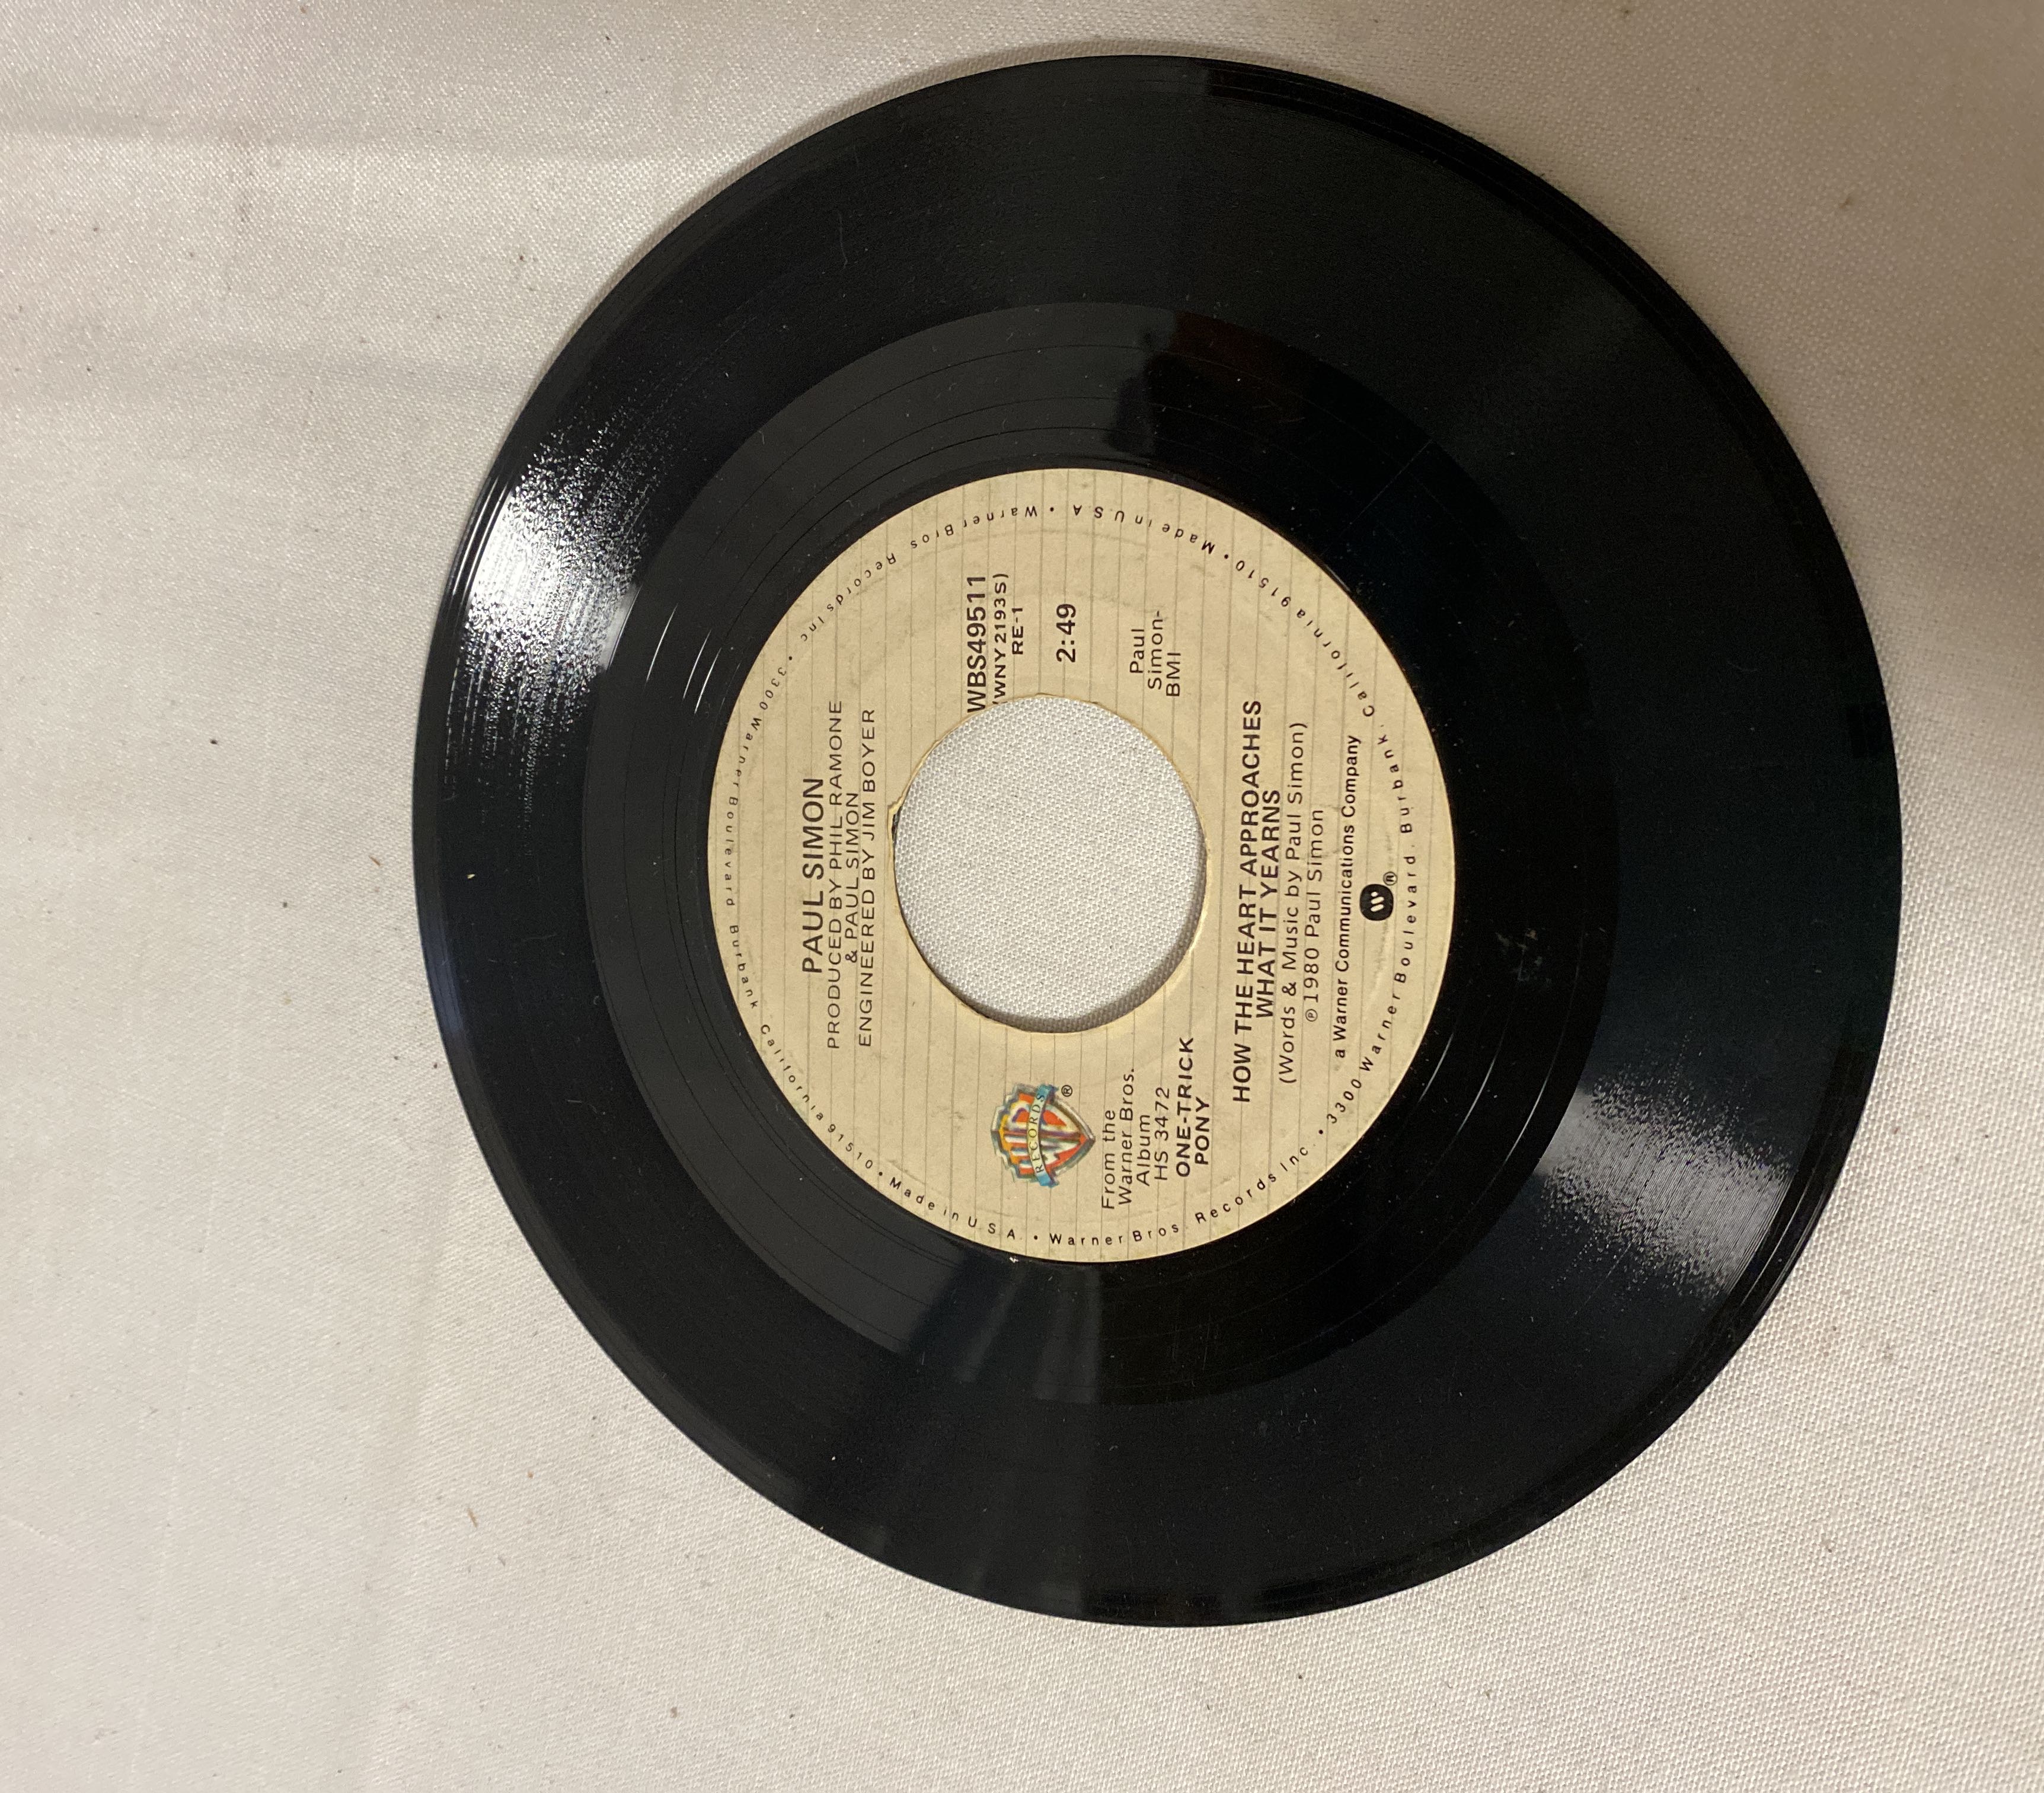 PAUL SIMON
PRODUCED BY PHIL RAMONE
& PAUL SIMON
ENGINEERED BY JIM BOYER
RECORDS
®
WBS49511
WNY 2193S)
RE-1
2:49
From the
Warner Bros.
Album
HS 3472
ONE-TRICK
PONY
Paul
Simon-
BMI
HOW THE HEART APPROACHES
WHAT IT YEARNS
(Words & Music by Paul Simon)
℗ 1980 Paul Simon
a Warner Communications Company
®
Warner Bros. Records Inc. • 3300 Warner Boulevard. Burbank. California 91510 • Made in U.S.A. • Warner Bros. Records Inc. • 3300 Warner Boulevard. Burbank. California 91510 • Made in U.S.A. •